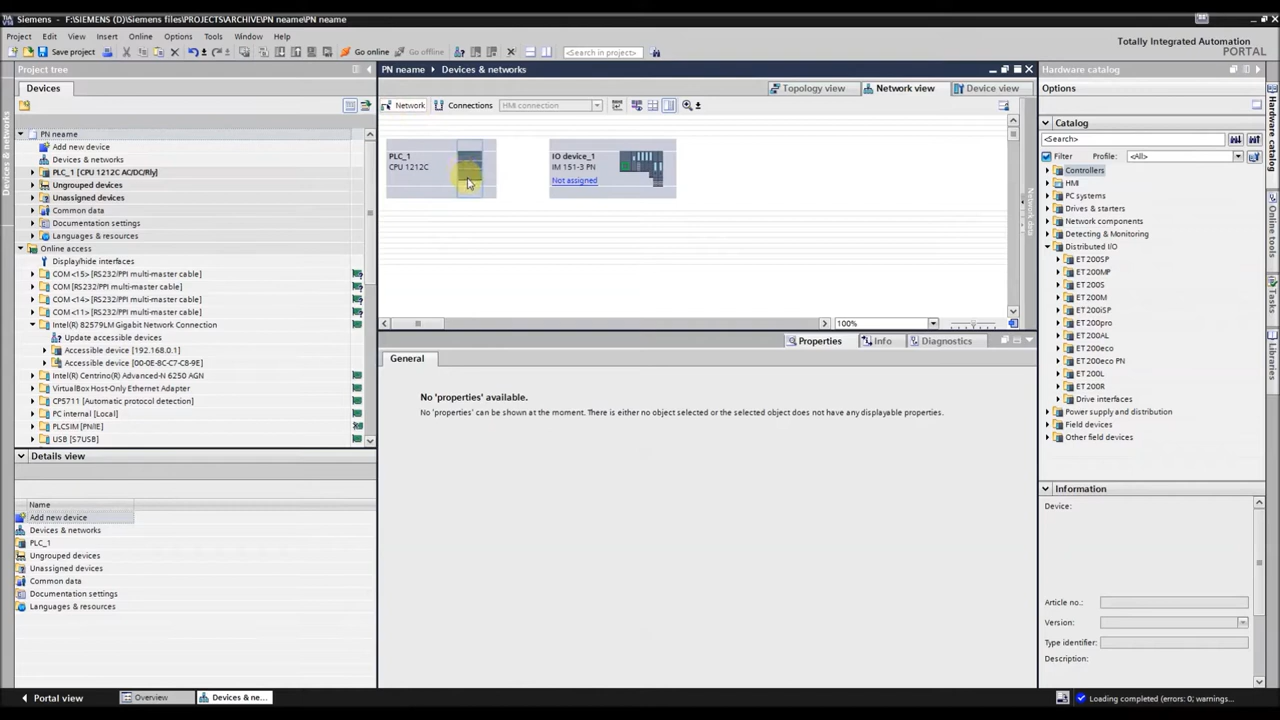 Siemens - F:\SIEMENS (D)\Siemens files\PROJECTS\ARCHIVE\PN neame\PN neame
Project Edit View Insert Online Options Tools Window Help
Totally Integrated Automation
PORTAL
Save project Go online Go offline <Search in project>
Project tree
Devices
PN neame
Add new device
Devices & networks
PLC_1 [CPU 1212C AC/DC/Rly]
Ungrouped devices
Unassigned devices
Common data
Documentation settings
Languages & resources
Online access
Display/hide interfaces
COM <15> [RS232/PPI multi-master cable]
COM [RS232/PPI multi-master cable]
COM <14> [RS232/PPI multi-master cable]
COM <11> [RS232/PPI multi-master cable]
Intel(R) 82579LM Gigabit Network Connection
Update accessible devices
Accessible device [192.168.0.1]
Accessible device [00-0E-8C-C7-C8-9E]
Intel(R) Centrino(R) Advanced-N 6250 AGN
VirtualBox Host-Only Ethernet Adapter
CP5711 [Automatic protocol detection]
PC internal [Local]
PLCSIM [PN/IE]
USB [S7USB]
Details view
Name
Add new device
Devices & networks
PLC_1
Ungrouped devices
Unassigned devices
Common data
Documentation settings
Languages & resources
Devices & networks
PN neame Devices & networks
Topology view Network view Device view
Network Connections HMI connection
PLC_1
CPU 1212C
IO device_1
IM 151-3 PN
Not assigned
Network data
100%
Properties Info Diagnostics
General
No 'properties' available.
No 'properties' can be shown at the moment. There is either no object selected or the selected object does not have any displayable properties.
Hardware catalog
Options
Catalog
<Search>
Filter Profile: <All>
Controllers
HMI
PC systems
Drives & starters
Network components
Detecting & Monitoring
Distributed I/O
ET 200SP
ET 200MP
ET 200S
ET 200M
ET 200iSP
ET 200pro
ET 200AL
ET 200eco
ET 200eco PN
ET 200L
ET 200R
Drive interfaces
Power supply and distribution
Field devices
Other field devices
Information
Device:
Article no.:
Version:
Type identifier:
Description:
Hardware catalog
Online tools
Tasks
Libraries
Portal view Overview Devices & ne... Loading completed (errors: 0; warnings...